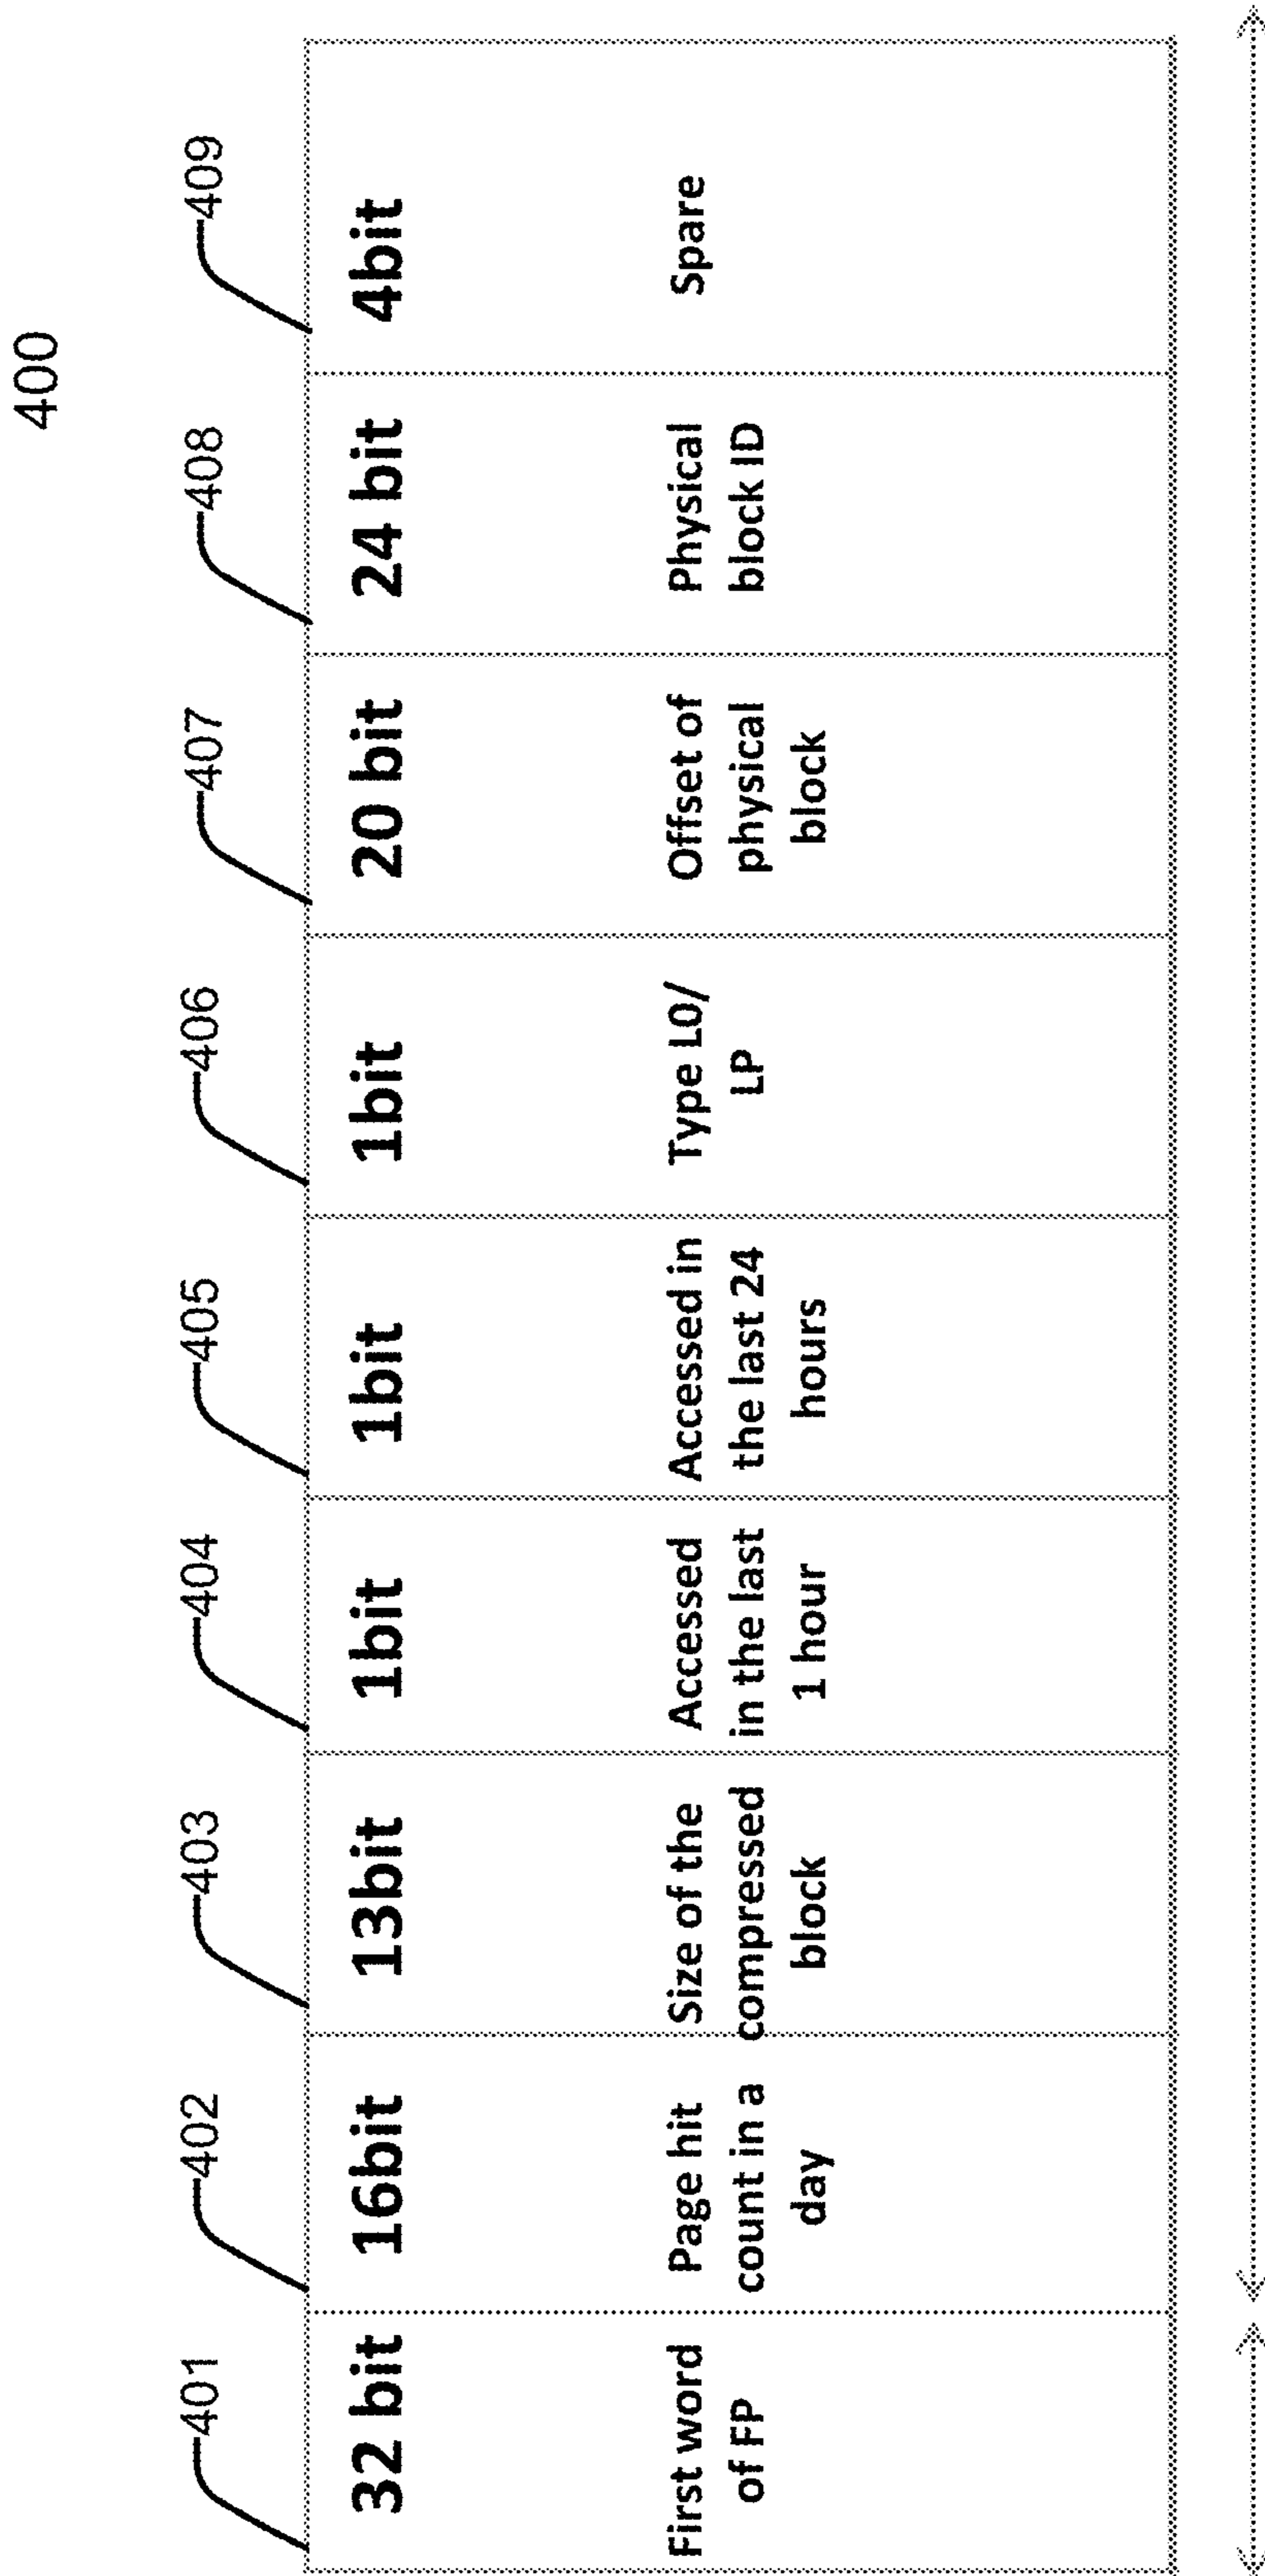 400
401
402
403
404
405
406
407
408
409
32 bit
16bit
13bit
1bit
1bit
1bit
20 bit
24 bit
4bit
First word
of FP
Page hit
count in a
day
Size of the
compressed
block
Accessed
in the last
1 hour
Accessed in
the last 24
hours
Type L0/
LP
Offset of
physical
block
Physical
block ID
Spare